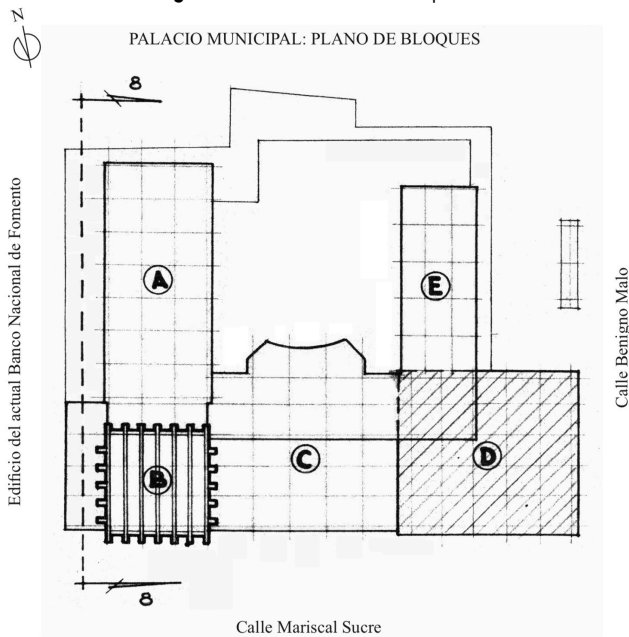 N
PALACIO MUNICIPAL: PLANO DE BLOQUES
8
Edificio del actual Banco Nacional de Fomento
A
E
Calle Benigno Malo
C
D
B
8
Calle Mariscal Sucre